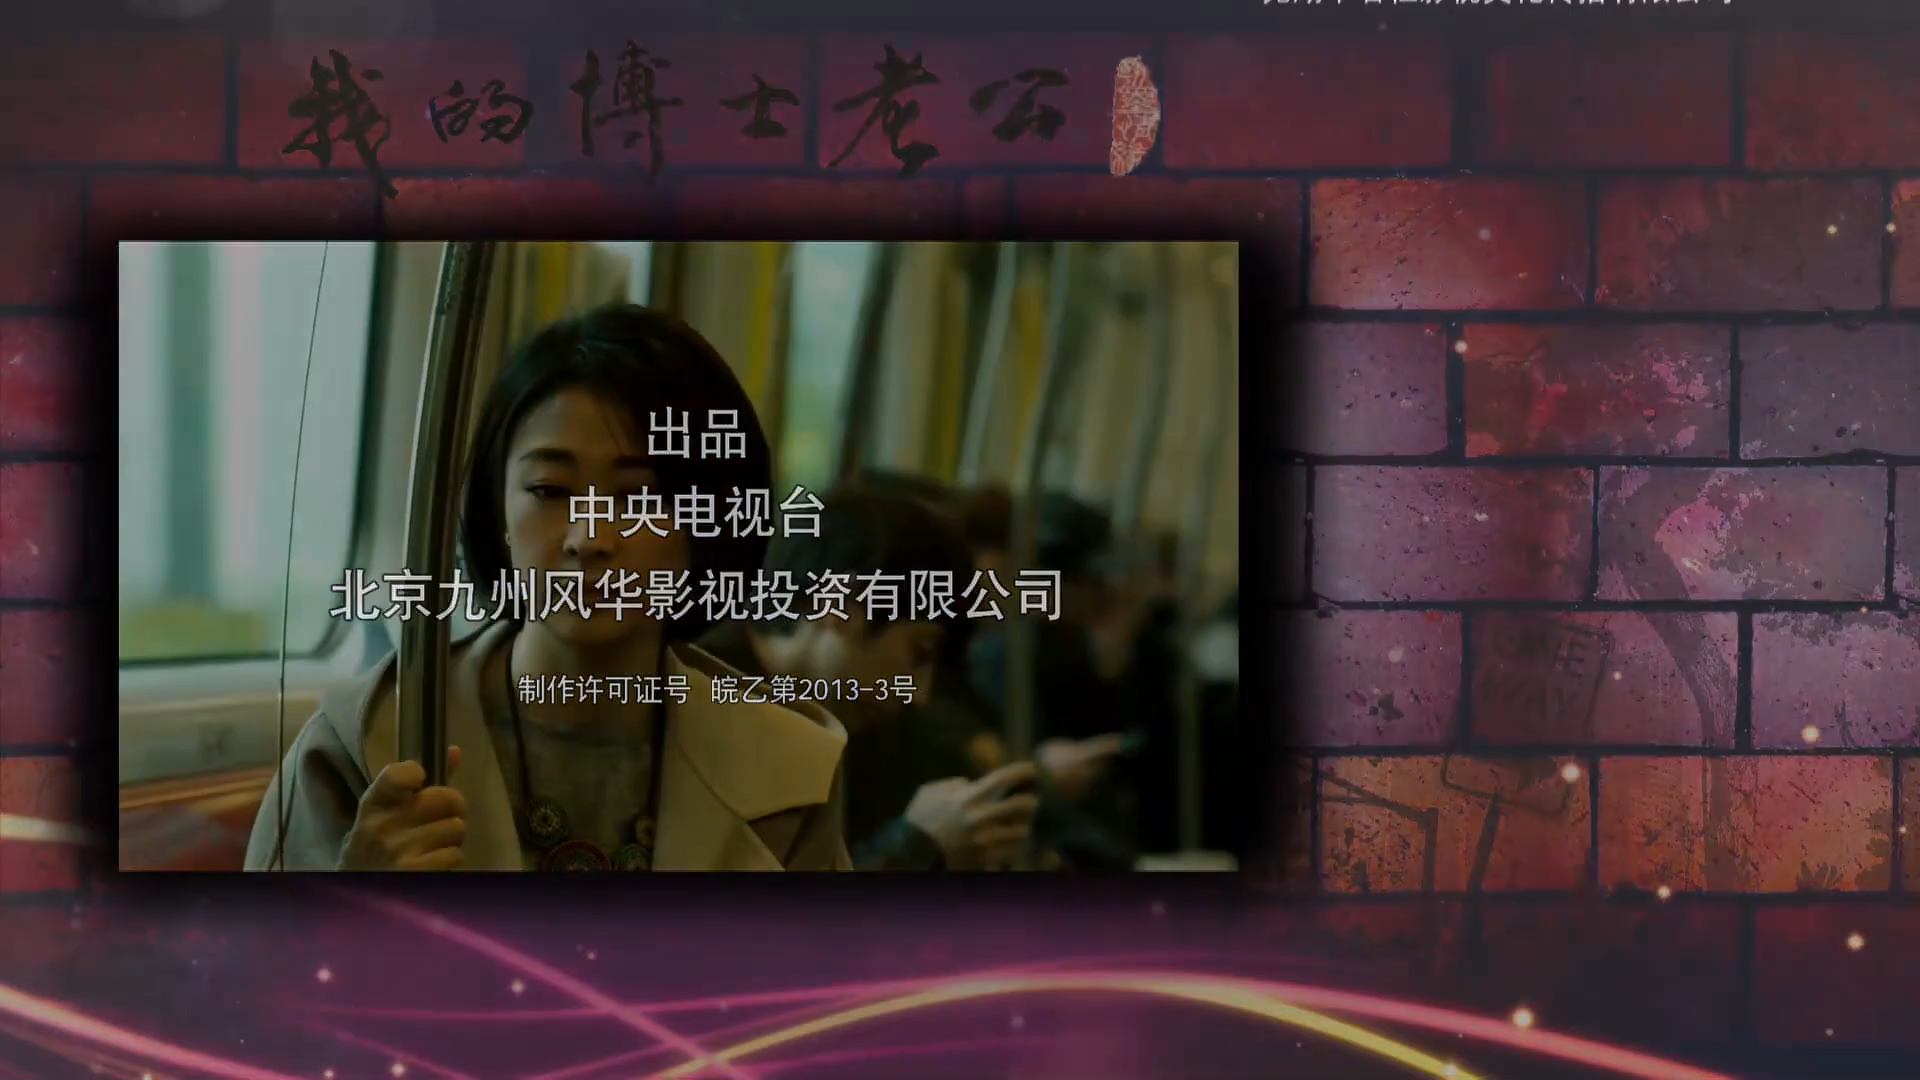 我的博士老公
出品
中央电视台
北京九州风华影视投资有限公司
制作许可证号 皖乙第2013-3号